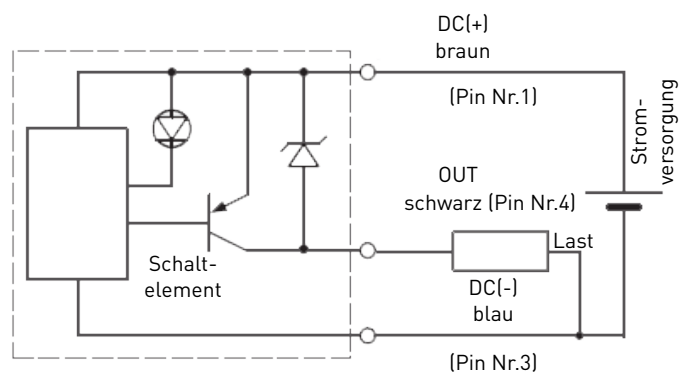 DC(+)
braun
(Pin Nr.1)
Strom-
versorgung
OUT
schwarz (Pin Nr.4)
Last
Schalt-
element
DC(-)
blau
(Pin Nr.3)